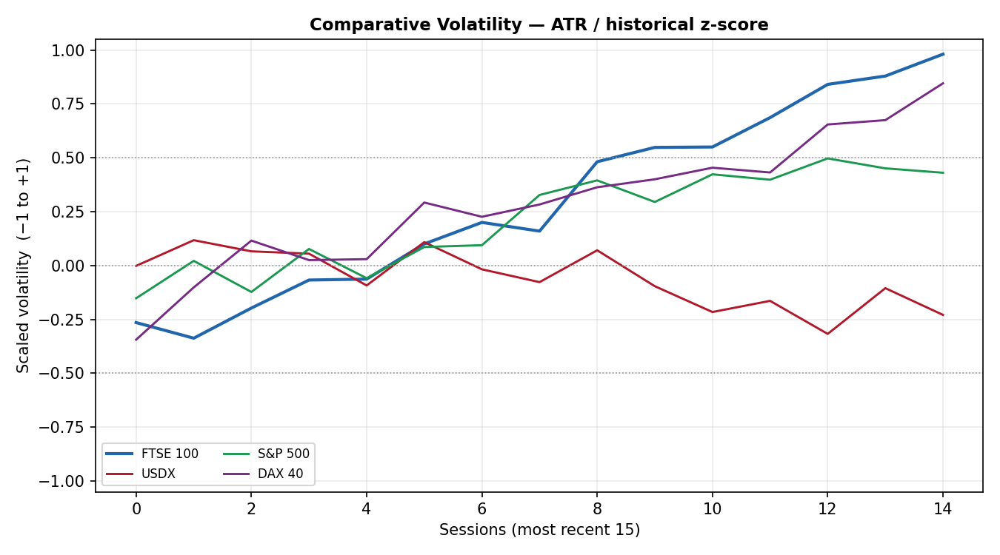 Comparative Volatility — ATR / historical z-score
Scaled volatility  (−1 to +1)
1.00
0.75
0.50
0.25
0.00
−0.25
−0.50
−0.75
−1.00
FTSE 100
USDX
S&P 500
DAX 40
0 2 4 6 8 10 12 14
Sessions (most recent 15)